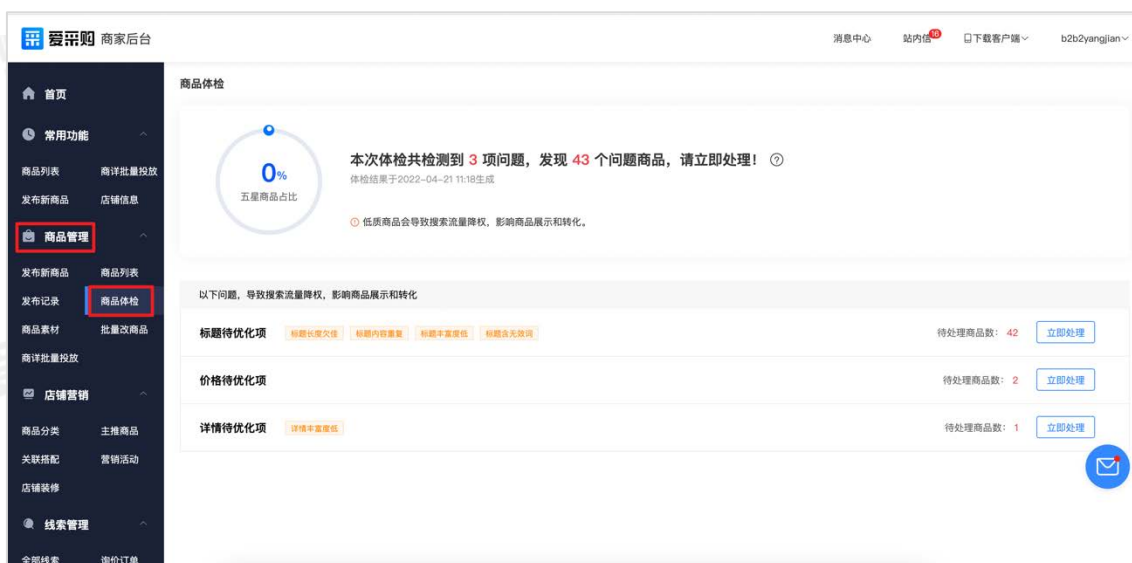 采 爱采购 商家后台
消息中心 站内信 16 下载客户端 b2b2yangjian
首页
常用功能
商品列表 商详批量投放
发布新商品 店铺信息
商品管理
发布新商品 商品列表
发布记录 商品体检
商品素材 批量改商品
商详批量投放
店铺营销
商品分类 主推商品
关联搭配 营销活动
店铺装修
线索管理
全部线索 询价订单
商品体检
0%
五星商品占比
本次体检共检测到 3 项问题，发现 43 个问题商品，请立即处理！ ?
体检结果于2022-04-21 11:18生成
低质商品会导致搜索流量降权，影响商品展示和转化。
以下问题，导致搜索流量降权，影响商品展示和转化
标题待优化项 标题长度欠佳 标题内容重复 标题丰富度低 标题含无效词 待处理商品数： 42 立即处理
价格待优化项 待处理商品数： 2 立即处理
详情待优化项 详情丰富度低 待处理商品数： 1 立即处理